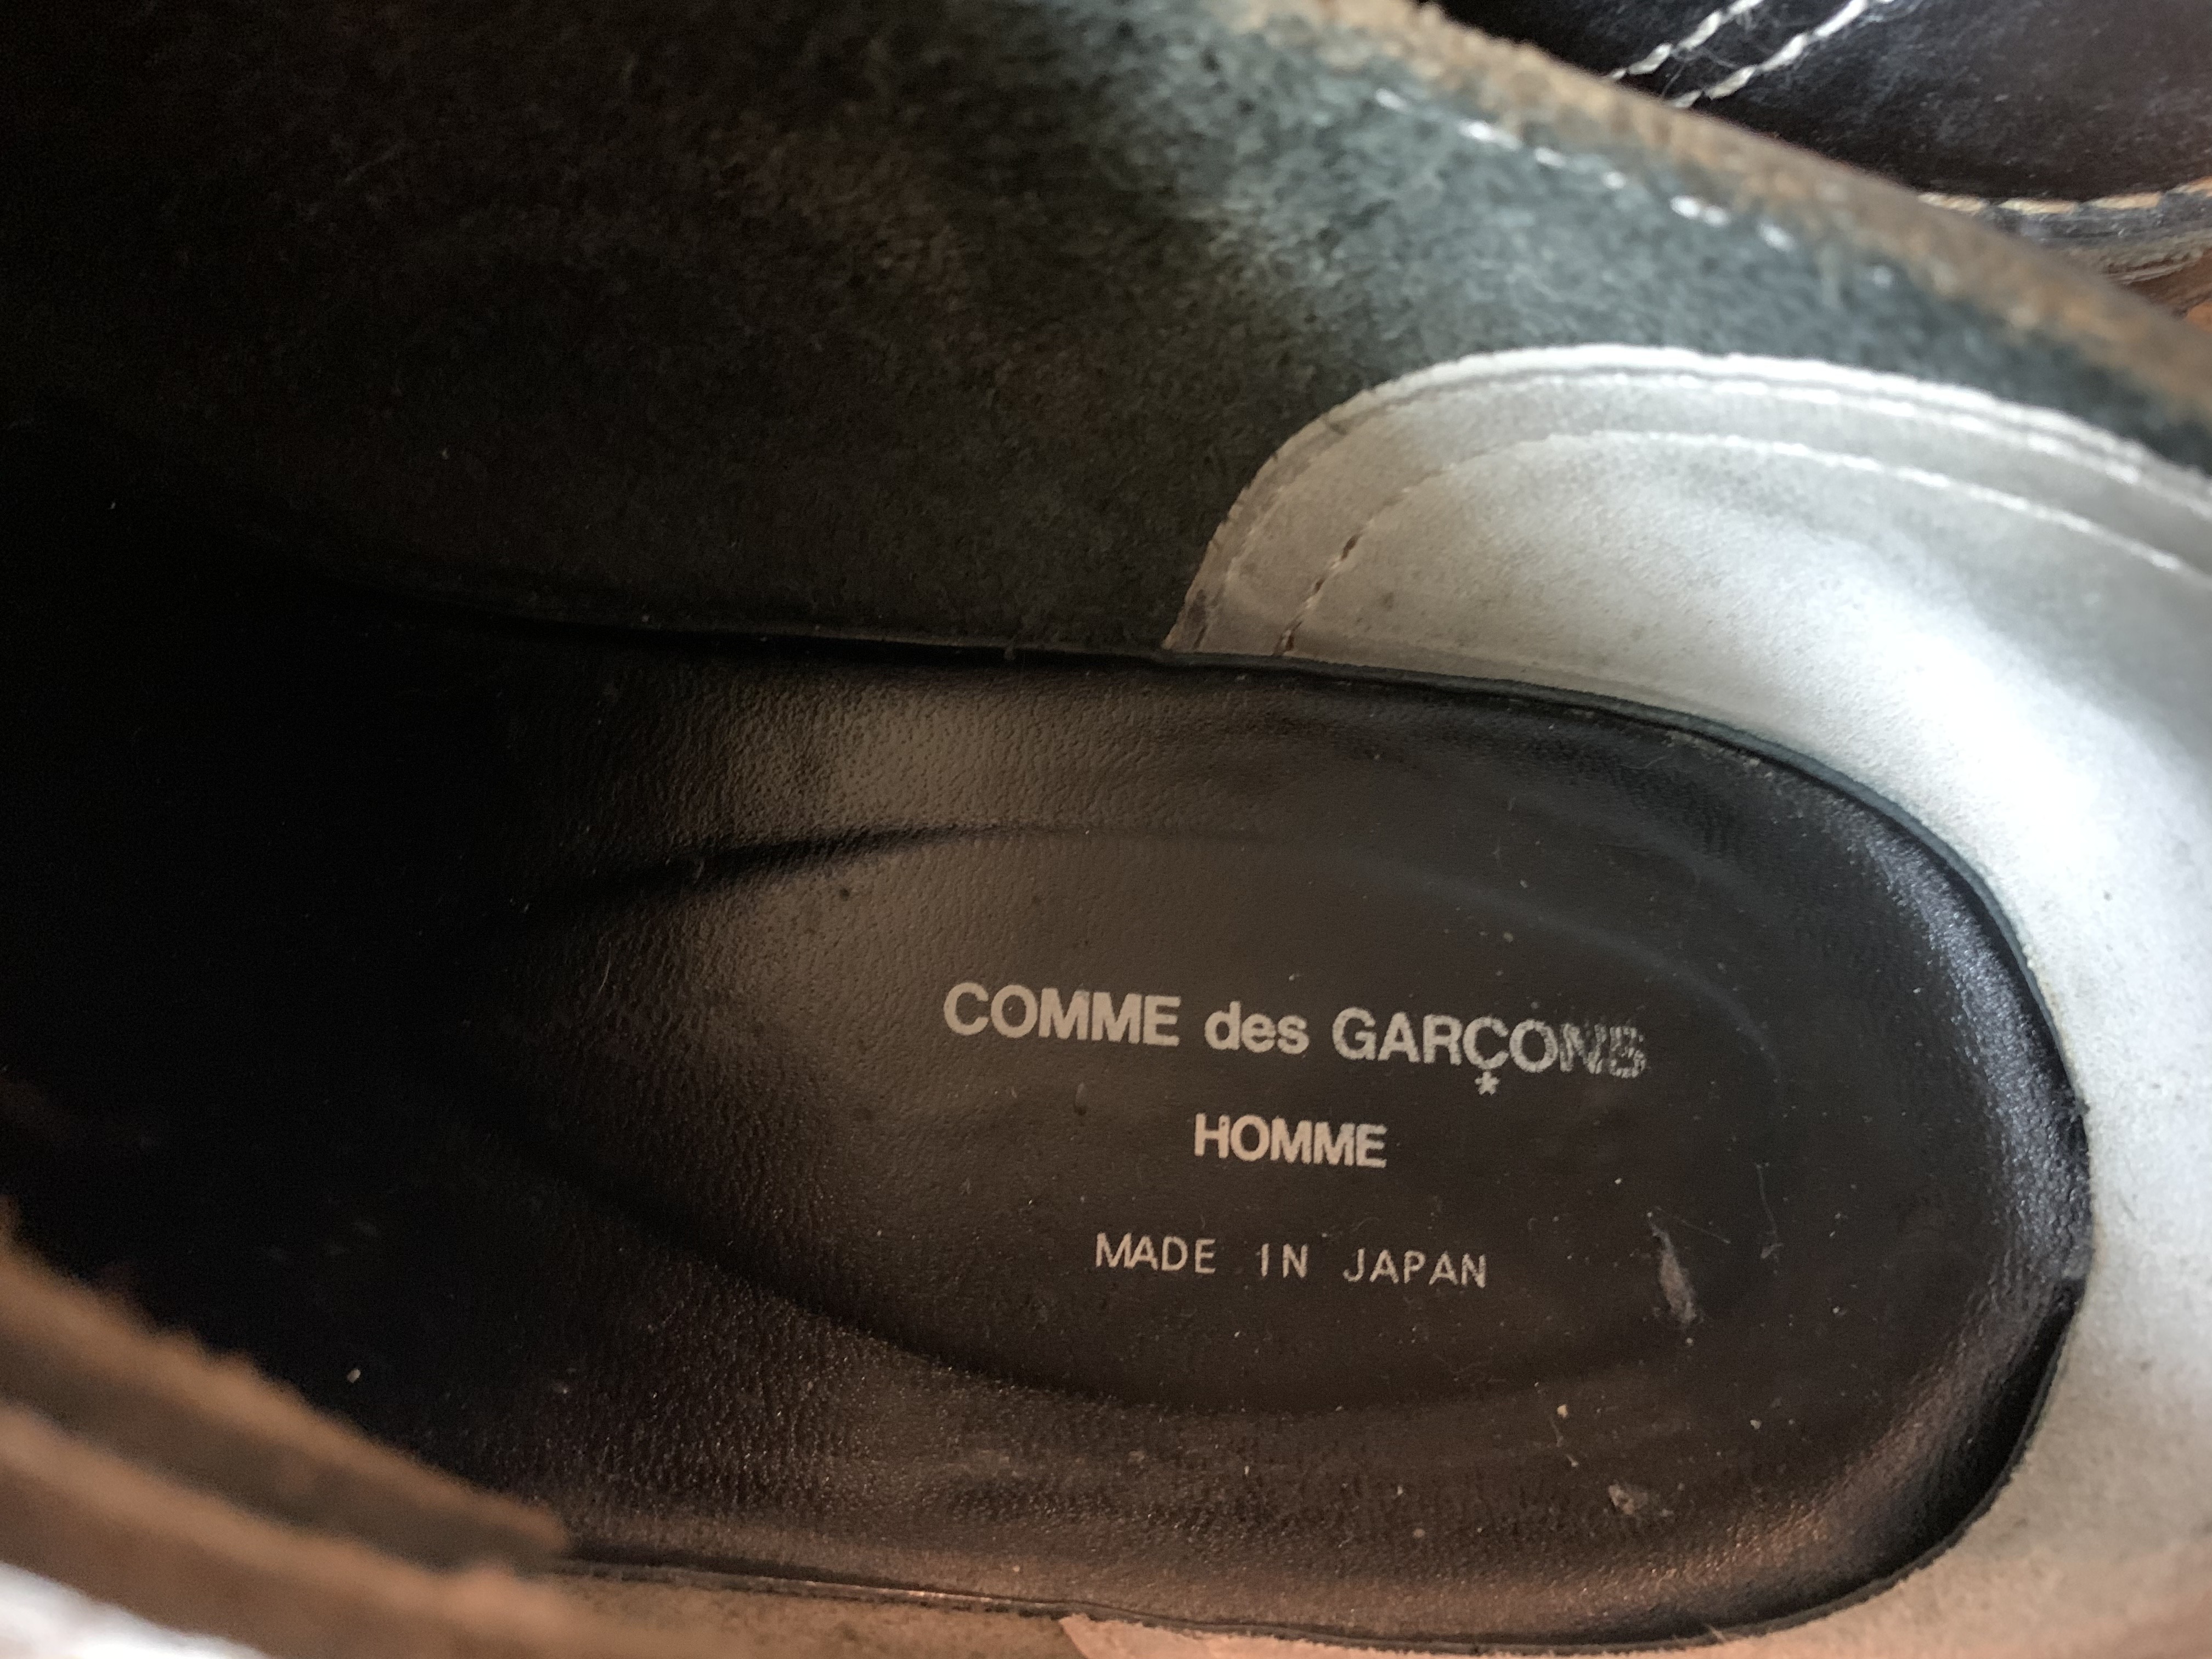 COMME des GARÇONS
*
HOMME
MADE IN JAPAN